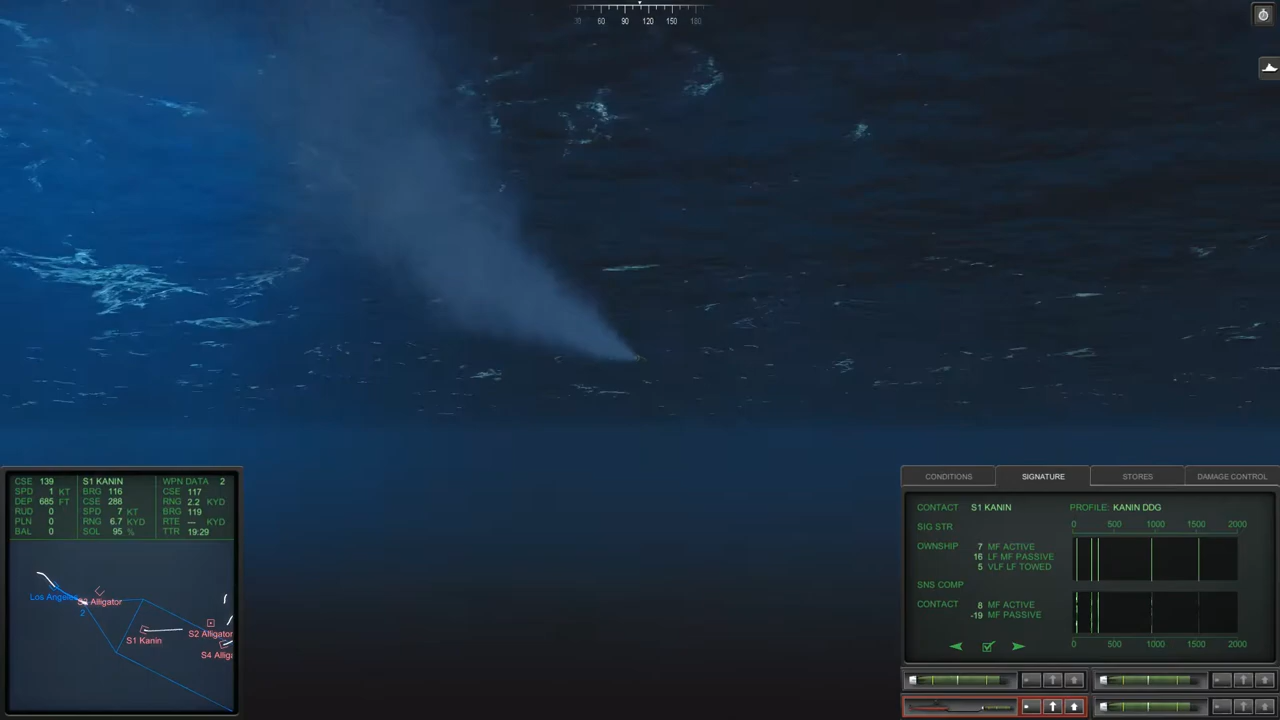 30 60 90 120 150 180
CSE 139
SPD 1 KT
DEP 685 FT
RUD 0
PLN 0
BAL 0
S1 KANIN
BRG 116
CSE 288
SPD 7 KT
RNG 6.7 KYD
SOL 95 %
WPN DATA 2
CSE 117
RNG 2.2 KYD
BRG 119
RTE --- KYD
TTR 19:29
Los Angeles
2
S3 Alligator
S1 Kanin
S2 Alligator
S4 Alliga
CONDITIONS SIGNATURE STORES DAMAGE CONTROL
CONTACT S1 KANIN PROFILE: KANIN DDG
SIG STR 0 500 1000 1500 2000
OWNSHIP 7 MF ACTIVE
16 LF MF PASSIVE
5 VLF LF TOWED
SNS COMP
CONTACT 8 MF ACTIVE
-19 MF PASSIVE
0 500 1000 1500 2000